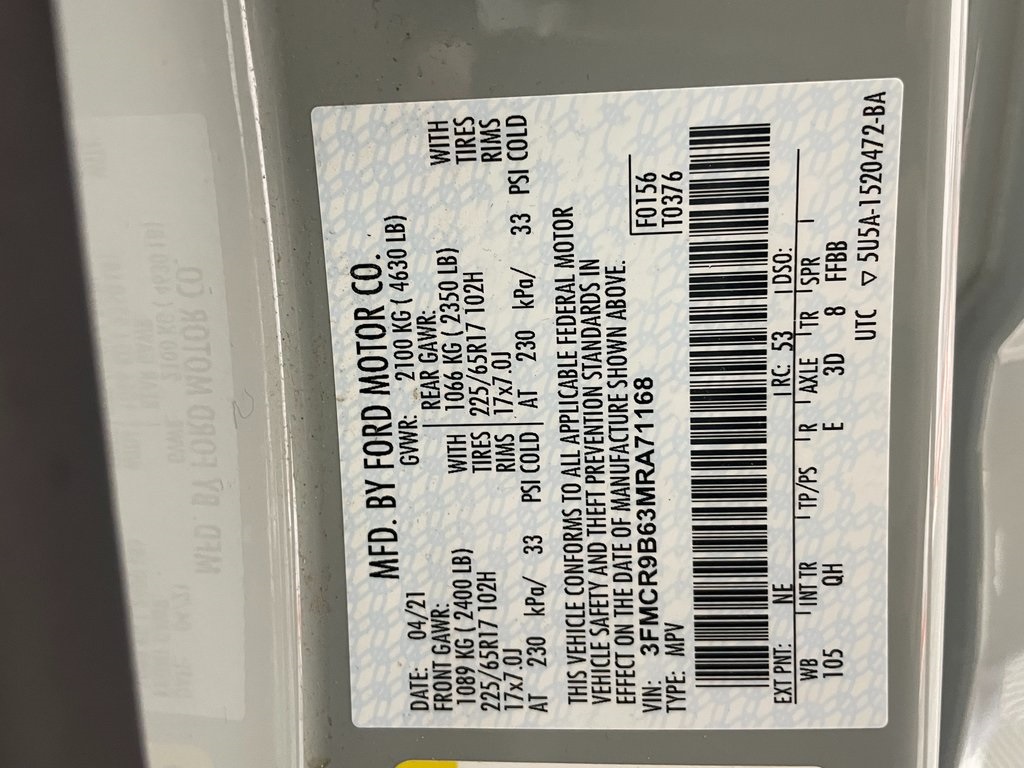 MFD. BY FORD MOTOR CO.
DATE: 04/21 GVWR: 2100 KG ( 4630 LB)
FRONT GAWR: REAR GAWR:
1089 KG ( 2400 LB) WITH 1066 KG ( 2350 LB) WITH
225/65R17 102H TIRES 225/65R17 102H TIRES
17x7.0J RIMS 17x7.0J RIMS
AT 230 kPa/ 33 PSI COLD AT 230 kPa/ 33 PSI COLD
THIS VEHICLE CONFORMS TO ALL APPLICABLE FEDERAL MOTOR
VEHICLE SAFETY AND THEFT PREVENTION STANDARDS IN
EFFECT ON THE DATE OF MANUFACTURE SHOWN ABOVE.
VIN: 3FMCR9B63MRA71168 F0156
TYPE: MPV T0376
EXT PNT: NE RC: 53 DSO:
WB INT TR TP/PS R AXLE TR SPR
105 QH E 3D 8 FFBB
UTC ▽ 5U5A-1520472-BA